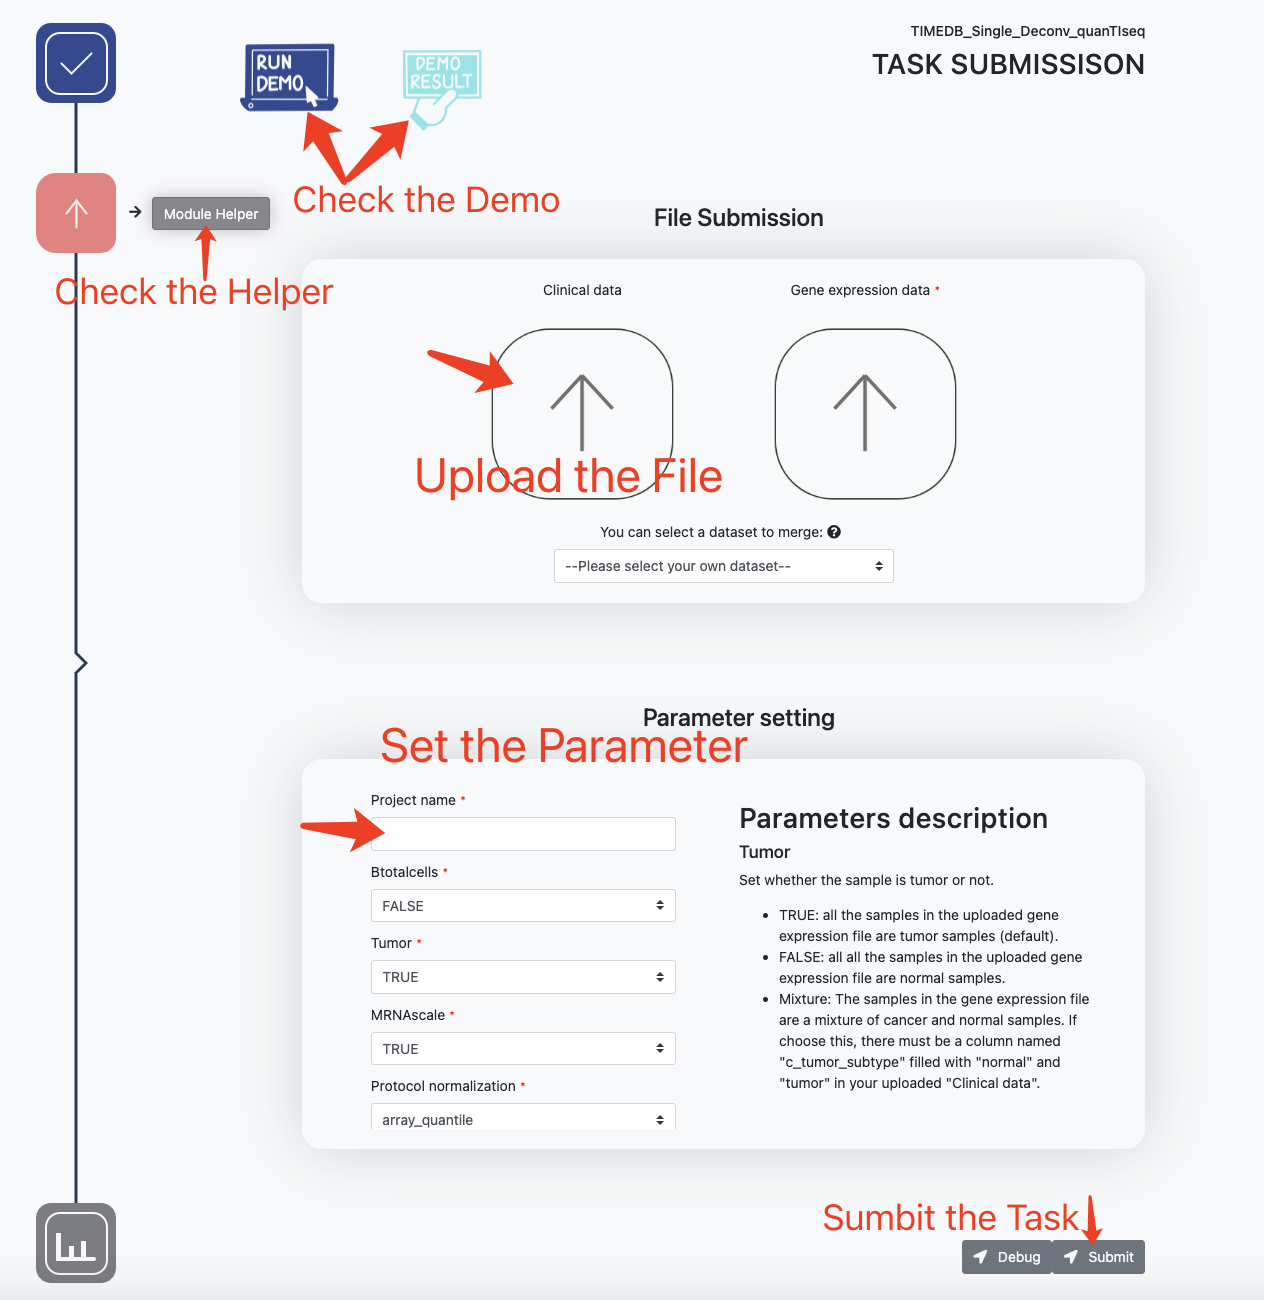 TIMEDB_Single_Deconv_quanTIseq
TASK SUBMISSISON
RUN
DEMO
DEMO
RESULT
Check the Demo
Module Helper
Check the Helper
File Submission
Clinical data
Gene expression data *
Upload the File
You can select a dataset to merge: ?
--Please select your own dataset--
Parameter setting
Set the Parameter
Project name *
Btotalcells *
FALSE
Tumor *
TRUE
MRNAscale *
TRUE
Protocol normalization *
array_quantile
Parameters description
Tumor
Set whether the sample is tumor or not.
• TRUE: all the samples in the uploaded gene
expression file are tumor samples (default).
• FALSE: all all the samples in the uploaded gene
expression file are normal samples.
• Mixture: The samples in the gene expression file
are a mixture of cancer and normal samples. If
choose this, there must be a column named
"c_tumor_subtype" filled with "normal" and
"tumor" in your uploaded "Clinical data".
Sumbit the Task
Debug
Submit